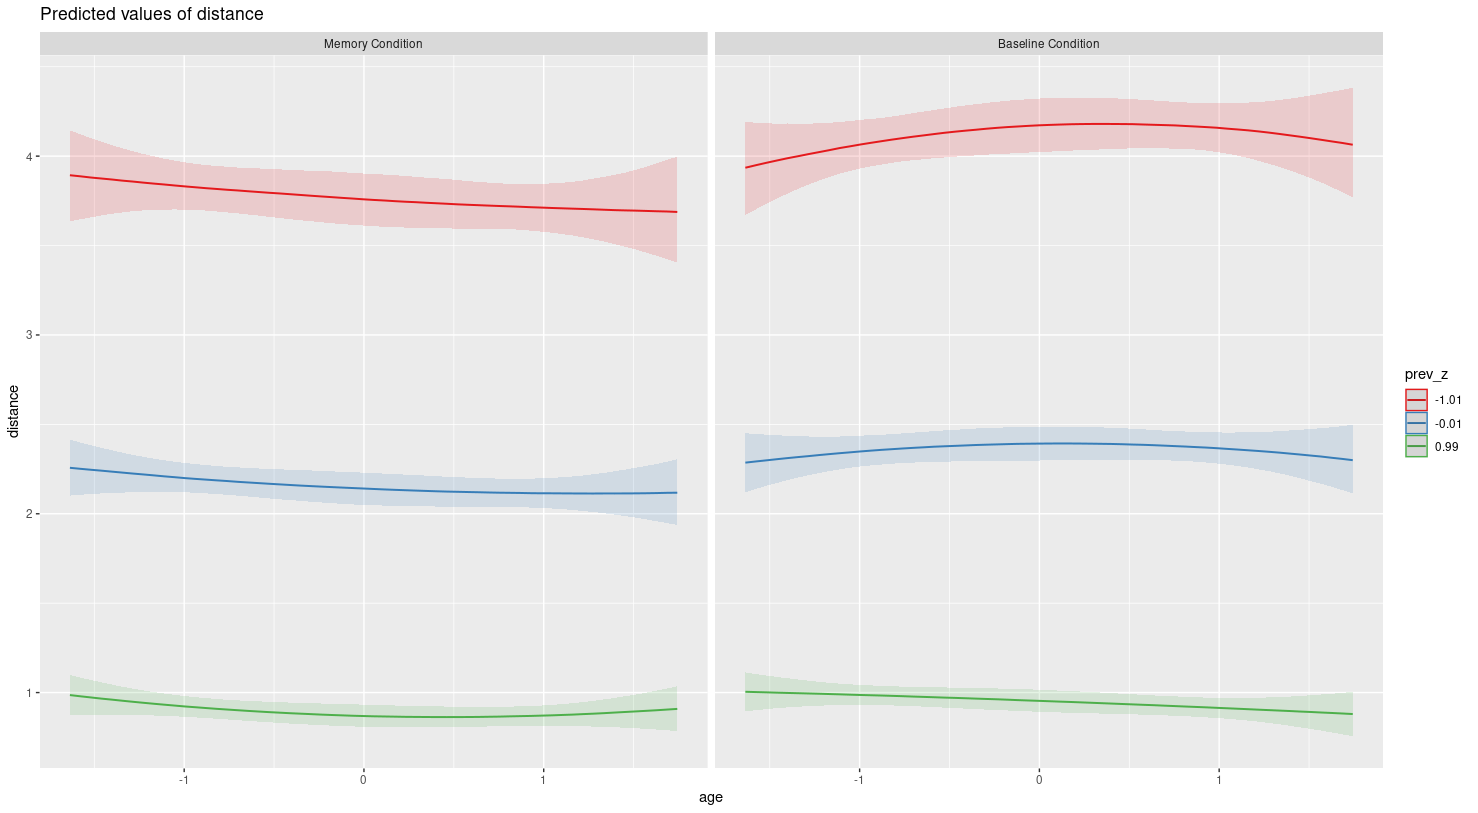 Predicted values of distance
Memory Condition
Baseline Condition
4
3
2
1
distance
-1
0
1
-1
0
1
age
prev_z
-1.01
-0.01
0.99